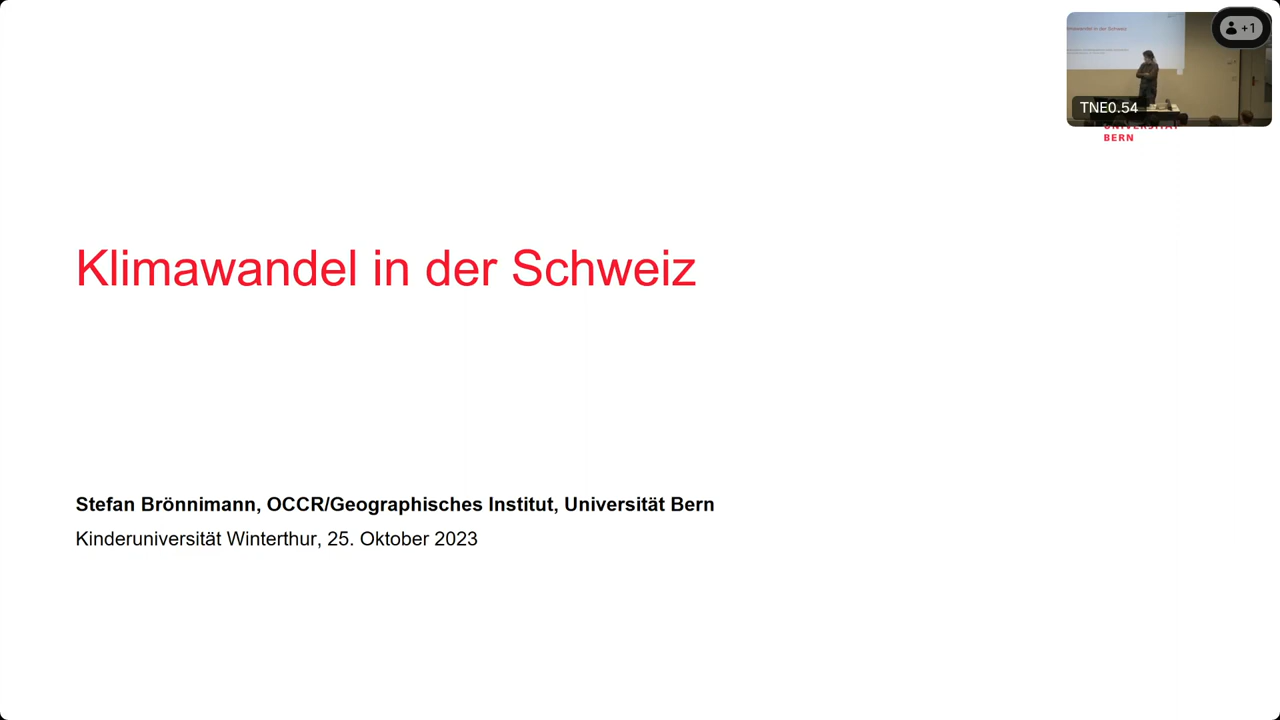 +1
TNE0.54
BERN
Klimawandel in der Schweiz
Stefan Brönnimann, OCCR/Geographisches Institut, Universität Bern
Kinderuniversität Winterthur, 25. Oktober 2023